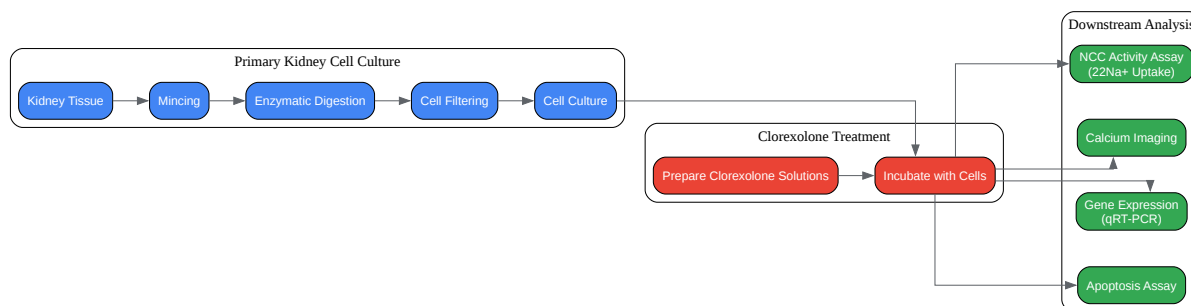 Primary Kidney Cell Culture
Kidney Tissue
Mincing
Enzymatic Digestion
Cell Filtering
Cell Culture
Clorexolone Treatment
Prepare Clorexolone Solutions
Incubate with Cells
Downstream Analysis
NCC Activity Assay
(22Na+ Uptake)
Calcium Imaging
Gene Expression
(qRT-PCR)
Apoptosis Assay